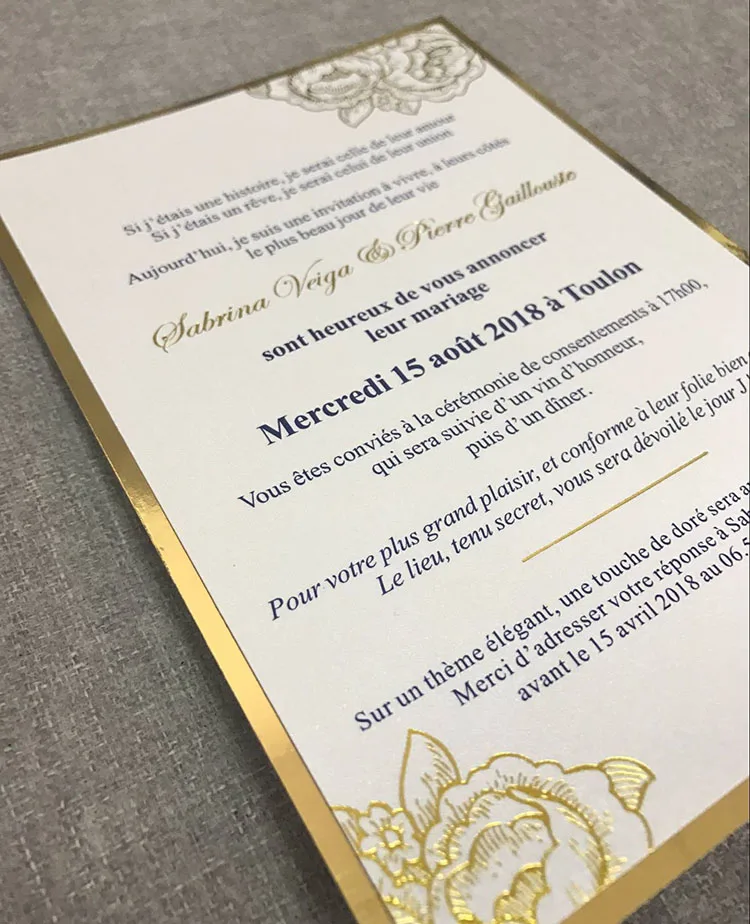 Si j'étais une histoire, je serai celle de leur amour
Si j'étais un rêve, je serai celui de leur union
Aujourd'hui, je suis une invitation à vivre, à leurs côtés
le plus beau jour de leur vie
Sabrina Veiga & Pierre Gaillouste
sont heureux de vous annoncer
leur mariage
Mercredi 15 août 2018 à Toulon
Vous êtes conviés à la cérémonie de consentements à 17h00,
qui sera suivie d'un vin d'honneur,
puis d'un dîner.
Pour votre plus grand plaisir, et conforme à leur folie bien
Le lieu, tenu secret, vous sera dévoilé le jour J
Sur un thème élégant, une touche de doré sera
Merci d'adresser votre réponse à
avant le 15 avril 2018 au 06.